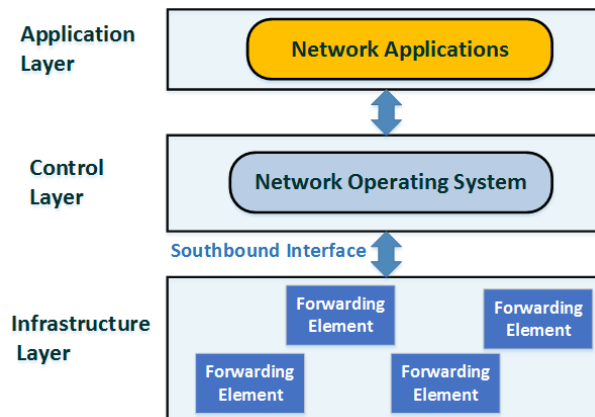 Application
Layer
Network Applications
Control
Layer
Network Operating System
Southbound Interface
Infrastructure
Layer
Forwarding
Element
Forwarding
Element
Forwarding
Element
Forwarding
Element